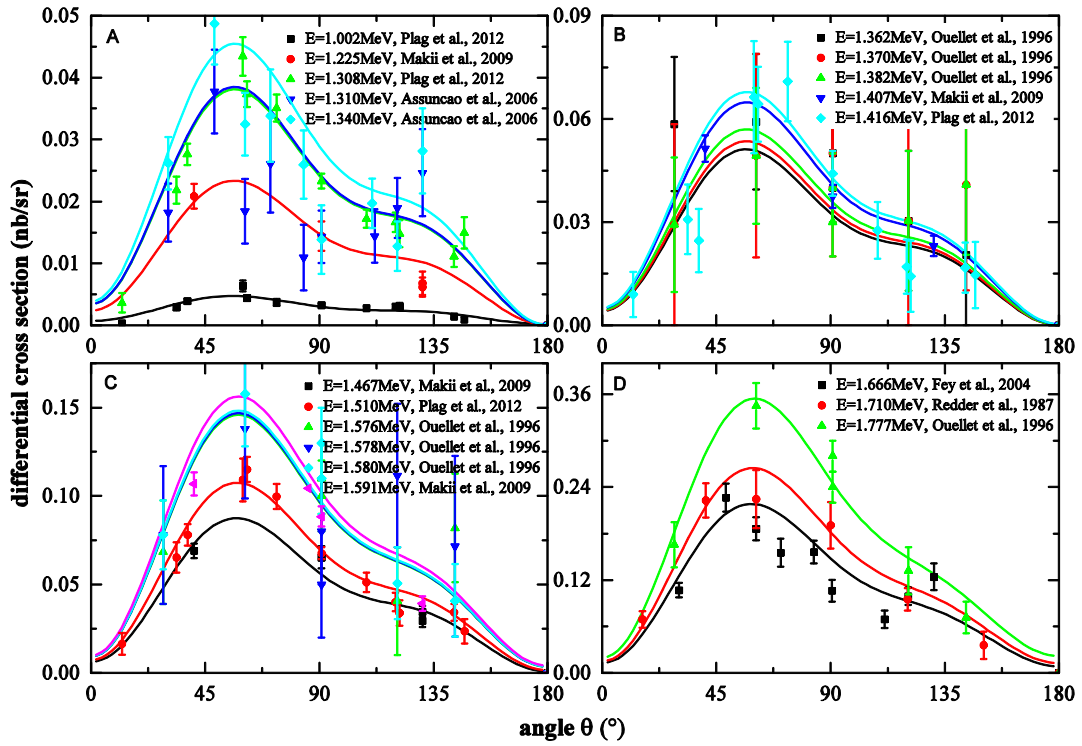 differential cross section (nb/sr)
0.05
0.04
0.03
0.02
0.01
0.00
A
E=1.002MeV, Plag et al., 2012
E=1.225MeV, Makii et al., 2009
E=1.308MeV, Plag et al., 2012
E=1.310MeV, Assuncao et al., 2006
E=1.340MeV, Assuncao et al., 2006
0 45 90 135 180
0.09
0.06
0.03
0.00
B
E=1.362MeV, Ouellet et al., 1996
E=1.370MeV, Ouellet et al., 1996
E=1.382MeV, Ouellet et al., 1996
E=1.407MeV, Makii et al., 2009
E=1.416MeV, Plag et al., 2012
0 45 90 135 180
0.15
0.10
0.05
0.00
C
E=1.467MeV, Makii et al., 2009
E=1.510MeV, Plag et al., 2012
E=1.576MeV, Ouellet et al., 1996
E=1.578MeV, Ouellet et al., 1996
E=1.580MeV, Ouellet et al., 1996
E=1.591MeV, Makii et al., 2009
0 45 90 135 180
0.36
0.24
0.12
0.00
D
E=1.666MeV, Fey et al., 2004
E=1.710MeV, Redder et al., 1987
E=1.777MeV, Ouellet et al., 1996
0 45 90 135 180
angle θ (°)